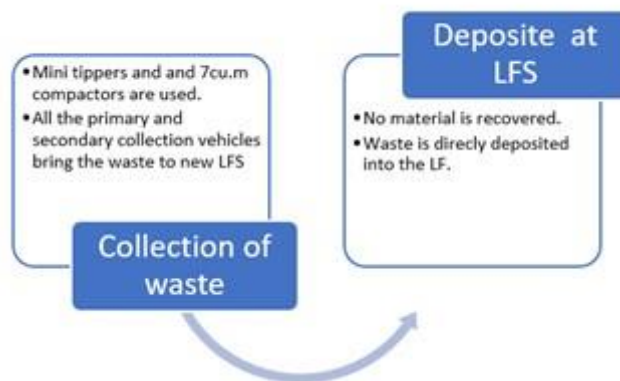 •Mini tippers and and 7cu.m
compactors are used.
•All the primary and
secondary collection vehicles
bring the waste to new LFS
Collection of
waste
Deposite at
LFS
•No material is recovered.
•Waste is direcly deposited
into the LF.